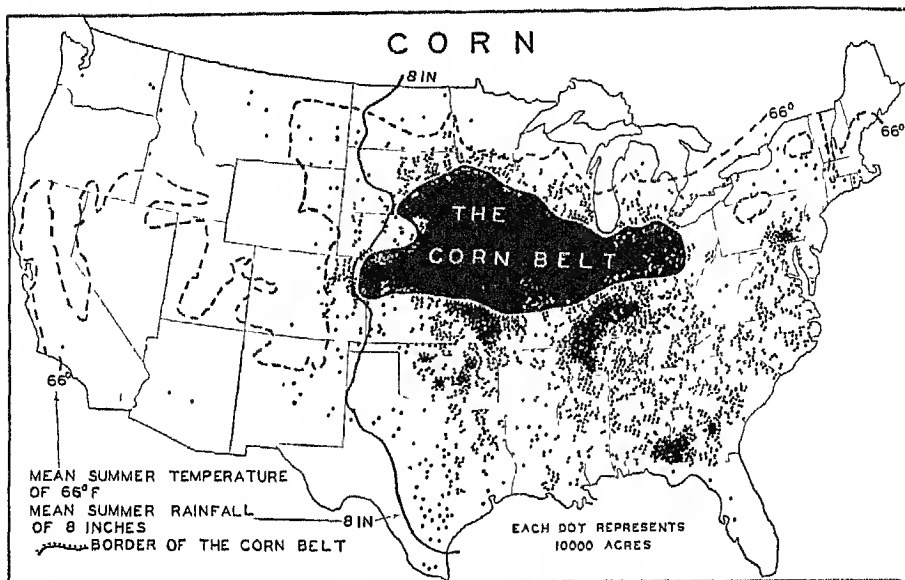 CORN
8 IN
66°
66°
THE
CORN BELT
66°
MEAN SUMMER TEMPERATURE
OF 66°F
MEAN SUMMER RAINFALL
OF 8 INCHES
8 IN
BORDER OF THE CORN BELT
EACH DOT REPRESENTS
10000 ACRES